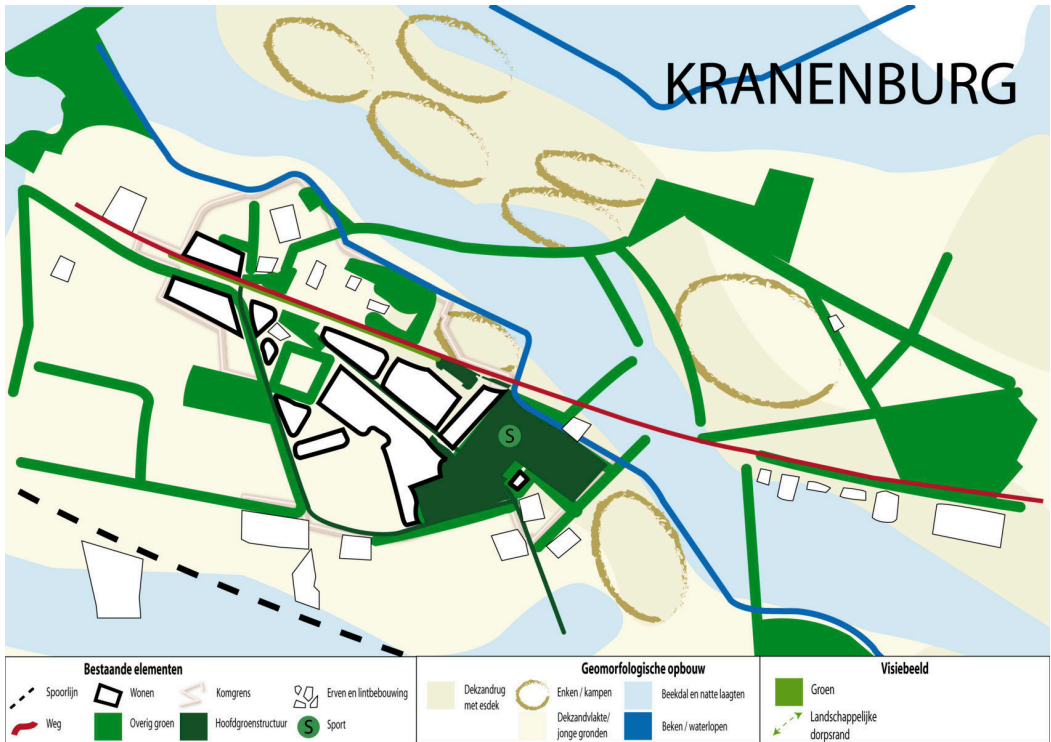 KRANENBURG
S
Bestaande elementen
Spoorlijn
Wonen
Komgrens
Erven en lintbebouwing
Weg
Overig groen
Hoofdgroenstructuur
S
Sport
Geomorfologische opbouw
Dekzandrug
met esdek
Enken / kampen
Beekdal en natte laagten
Dekzandvlakte/
jonge gronden
Beken / waterlopen
Visiebeeld
Groen
Landschappelijke
dorpsrand